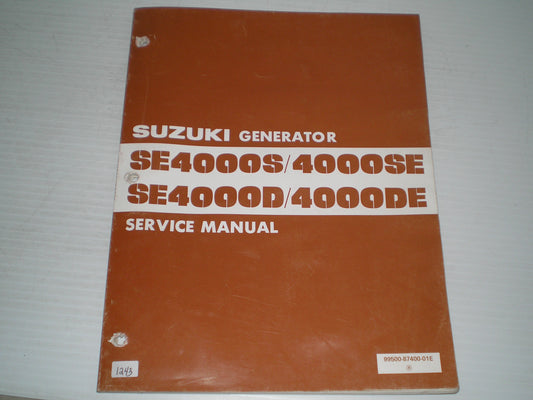 SUZUKI GENERATOR
SE4000S/4000SE
SE4000D/4000DE
SERVICE MANUAL
99500-87400-01E
1243